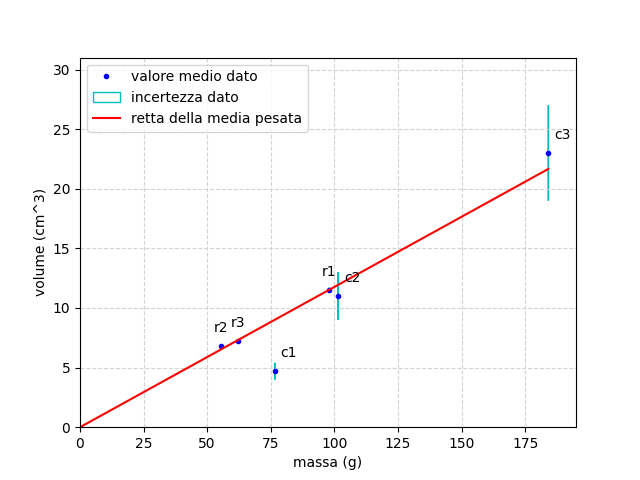 valore medio dato
incertezza dato
retta della media pesata
30
25
20
15
10
5
0
volume (cm^3)
c3
r1
c2
r2
r3
c1
0
25
50
75
100
125
150
175
massa (g)